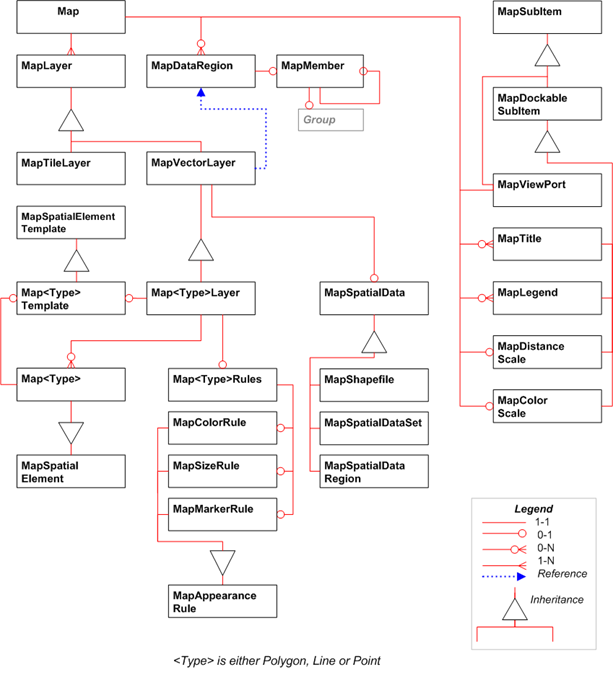 Map
MapSubItem
MapLayer
MapDataRegion
MapMember
MapDockable
SubItem
Group
MapTileLayer
MapVectorLayer
MapViewPort
MapSpatialElement
Template
MapTitle
Map<Type>
Template
Map<Type>Layer
MapSpatialData
MapLegend
MapDistance
Scale
Map<Type>
Map<Type>Rules
MapShapefile
MapColor
Scale
MapColorRule
MapSpatialDataSet
MapSpatial
Element
MapSizeRule
MapSpatialData
Region
MapMarkerRule
MapAppearance
Rule
Legend
1-1
0-1
0-N
1-N
Reference
Inheritance
<Type> is either Polygon, Line or Point